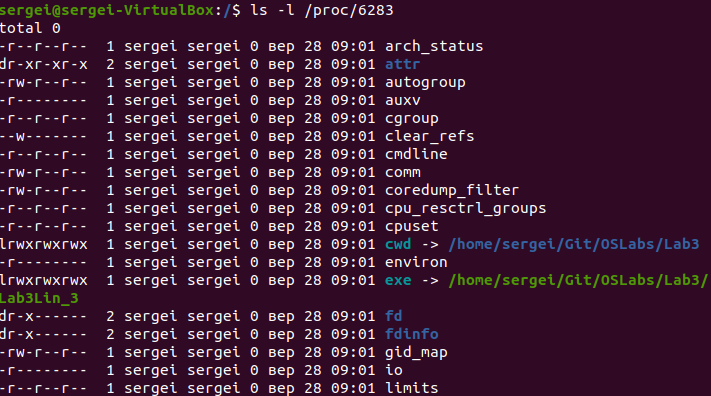 sergei@sergei-VirtualBox:/$ ls -l /proc/6283
total 0
-r--r--r--  1 sergei sergei 0 вер 28 09:01 arch_status
dr-xr-xr-x  2 sergei sergei 0 вер 28 09:01 attr
-rw-r--r--  1 sergei sergei 0 вер 28 09:01 autogroup
-r--------  1 sergei sergei 0 вер 28 09:01 auxv
-r--r--r--  1 sergei sergei 0 вер 28 09:01 cgroup
--w-------  1 sergei sergei 0 вер 28 09:01 clear_refs
-r--r--r--  1 sergei sergei 0 вер 28 09:01 cmdline
-rw-r--r--  1 sergei sergei 0 вер 28 09:01 comm
-rw-r--r--  1 sergei sergei 0 вер 28 09:01 coredump_filter
-r--r--r--  1 sergei sergei 0 вер 28 09:01 cpu_resctrl_groups
-r--r--r--  1 sergei sergei 0 вер 28 09:01 cpuset
lrwxrwxrwx  1 sergei sergei 0 вер 28 09:01 cwd -> /home/sergei/Git/OSLabs/Lab3
-r--------  1 sergei sergei 0 вер 28 09:01 environ
lrwxrwxrwx  1 sergei sergei 0 вер 28 09:01 exe -> /home/sergei/Git/OSLabs/Lab3/
Lab3Lin_3
dr-x------  2 sergei sergei 0 вер 28 09:01 fd
dr-x------  2 sergei sergei 0 вер 28 09:01 fdinfo
-rw-r--r--  1 sergei sergei 0 вер 28 09:01 gid_map
-r--------  1 sergei sergei 0 вер 28 09:01 io
-r--r--r--  1 sergei sergei 0 вер 28 09:01 limits